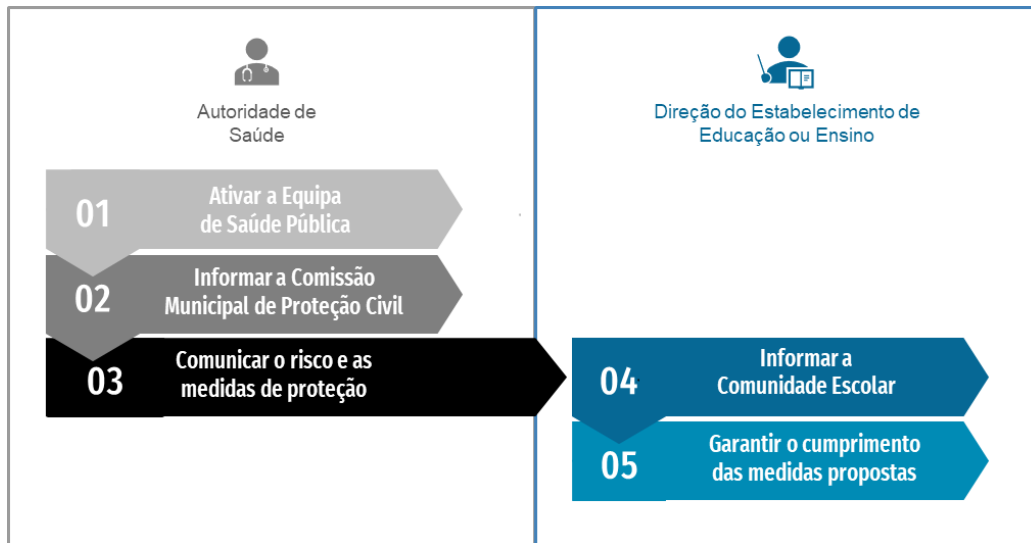 Autoridade de
Saúde
01
Ativar a Equipa
de Saúde Pública
02
Informar a Comissão
Municipal de Proteção Civil
03
Comunicar o risco e as
medidas de proteção
Direção do Estabelecimento de
Educação ou Ensino
04
Informar a
Comunidade Escolar
05
Garantir o cumprimento
das medidas propostas